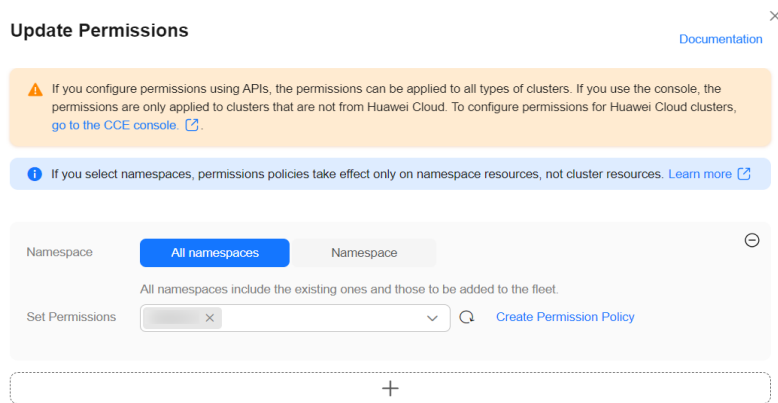 Update Permissions
Documentation
If you configure permissions using APIs, the permissions can be applied to all types of clusters. If you use the console, the
permissions are only applied to clusters that are not from Huawei Cloud. To configure permissions for Huawei Cloud clusters,
go to the CCE console. .
If you select namespaces, permissions policies take effect only on namespace resources, not cluster resources. Learn more
Namespace All namespaces Namespace
All namespaces include the existing ones and those to be added to the fleet.
Set Permissions Create Permission Policy